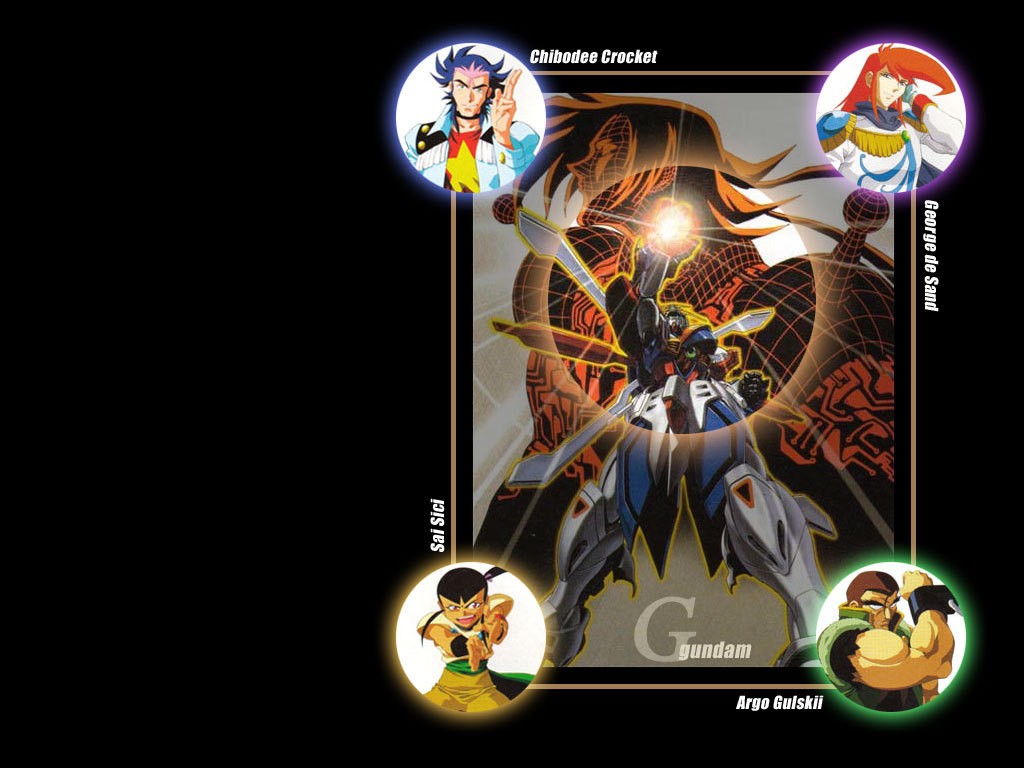 Chibodee Crocket
George de Sand
Sai Sici
G gundam
Argo Gulskii